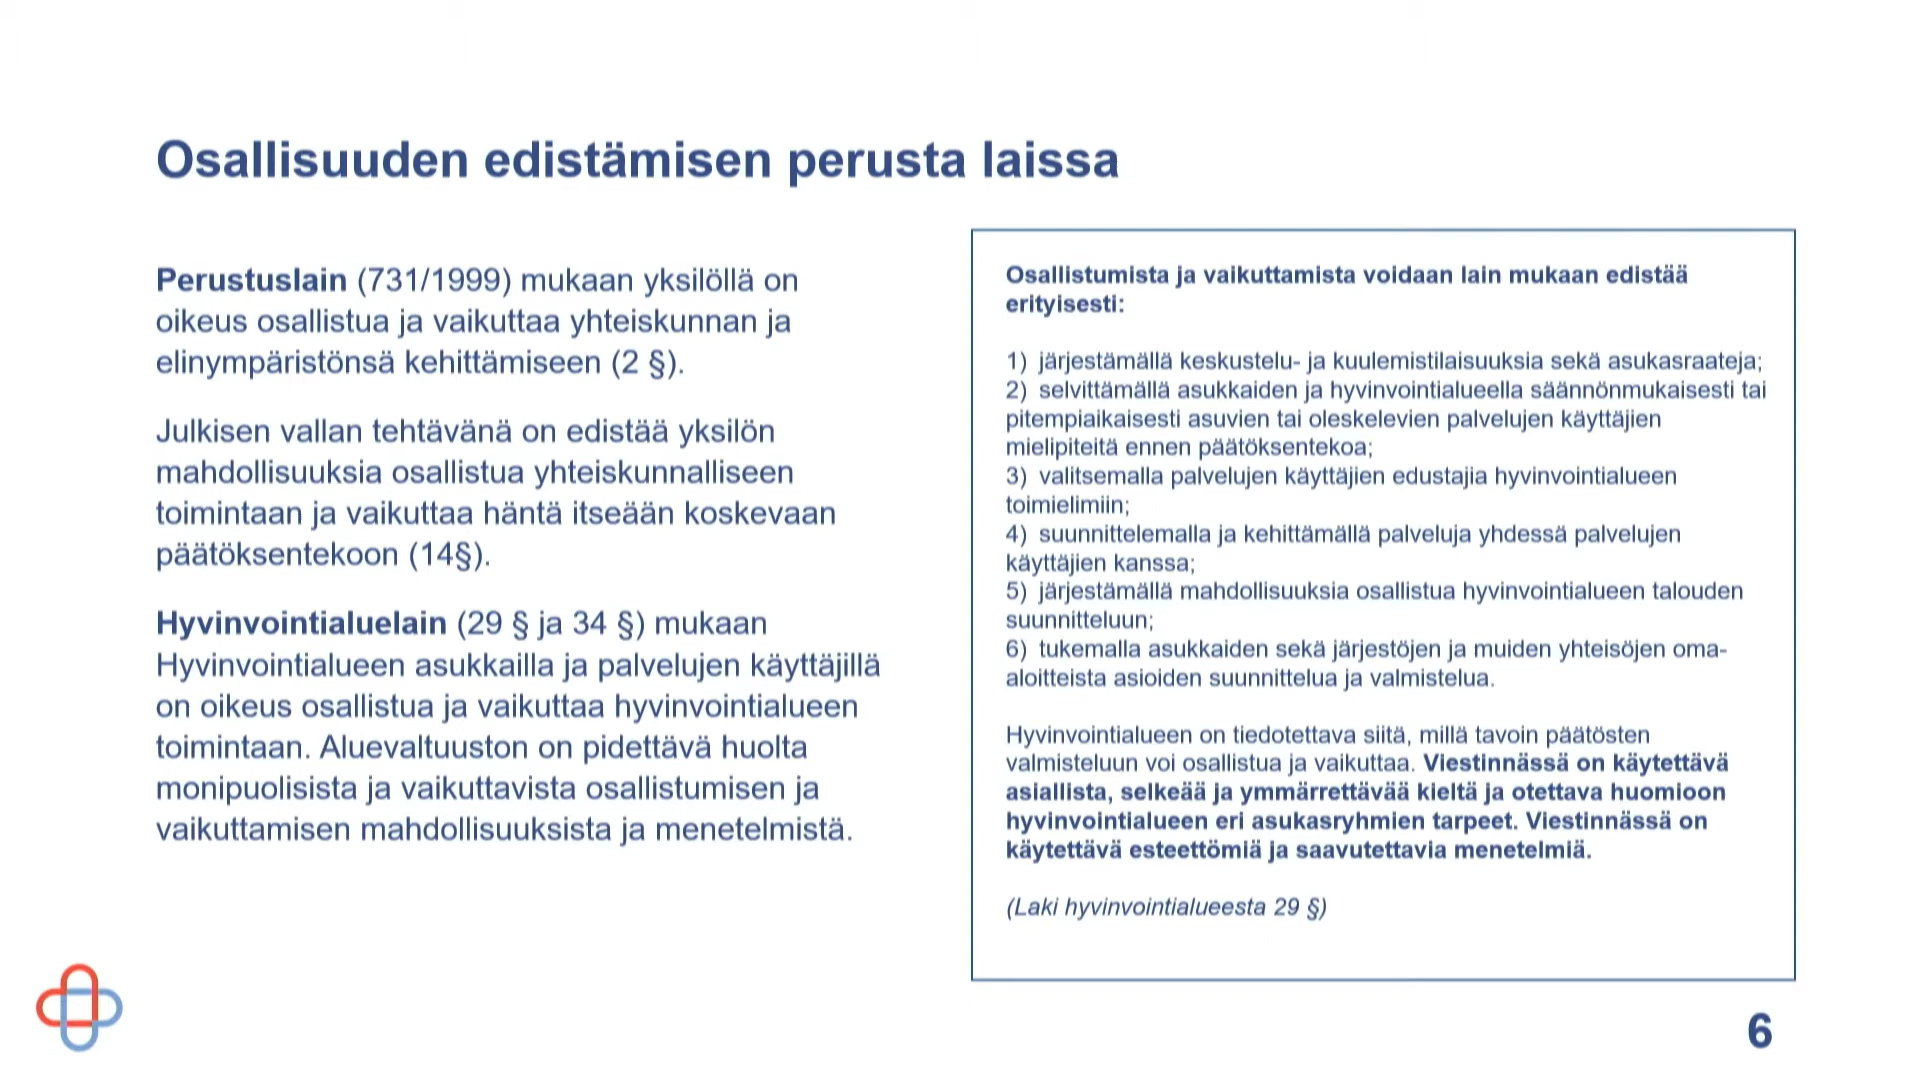 Osallisuuden edistämisen perusta laissa
Perustuslain (731/1999) mukaan yksilöllä on
oikeus osallistua ja vaikuttaa yhteiskunnan ja
elinympäristönsä kehittämiseen (2 §).
Julkisen vallan tehtävänä on edistää yksilön
mahdollisuuksia osallistua yhteiskunnalliseen
toimintaan ja vaikuttaa häntä itseään koskevaan
päätöksentekoon (14§).
Hyvinvointialuelain (29 § ja 34 §) mukaan
Hyvinvointialueen asukkailla ja palvelujen käyttäjillä
on oikeus osallistua ja vaikuttaa hyvinvointialueen
toimintaan. Aluevaltuuston on pidettävä huolta
monipuolisista ja vaikuttavista osallistumisen ja
vaikuttamisen mahdollisuuksista ja menetelmistä.
Osallistumista ja vaikuttamista voidaan lain mukaan edistää
erityisesti:
1) järjestämällä keskustelu- ja kuulemistilaisuuksia sekä asukasraateja;
2) selvittämällä asukkaiden ja hyvinvointialueella säännönmukaisesti tai
pitempiaikaisesti asuvien tai oleskelevien palvelujen käyttäjien
mielipiteitä ennen päätöksentekoa;
3) valitsemalla palvelujen käyttäjien edustajia hyvinvointialueen
toimielimiin;
4) suunnittelemalla ja kehittämällä palveluja yhdessä palvelujen
käyttäjien kanssa;
5) järjestämällä mahdollisuuksia osallistua hyvinvointialueen talouden
suunnitteluun;
6) tukemalla asukkaiden sekä järjestöjen ja muiden yhteisöjen oma-
aloitteista asioiden suunnittelua ja valmistelua.
Hyvinvointialueen on tiedotettava siitä, millä tavoin päätösten
valmisteluun voi osallistua ja vaikuttaa. Viestinnässä on käytettävä
asiallista, selkeää ja ymmärrettävää kieltä ja otettava huomioon
hyvinvointialueen eri asukasryhmien tarpeet. Viestinnässä on
käytettävä esteettömiä ja saavutettavia menetelmiä.
(Laki hyvinvointialueesta 29 §)
6